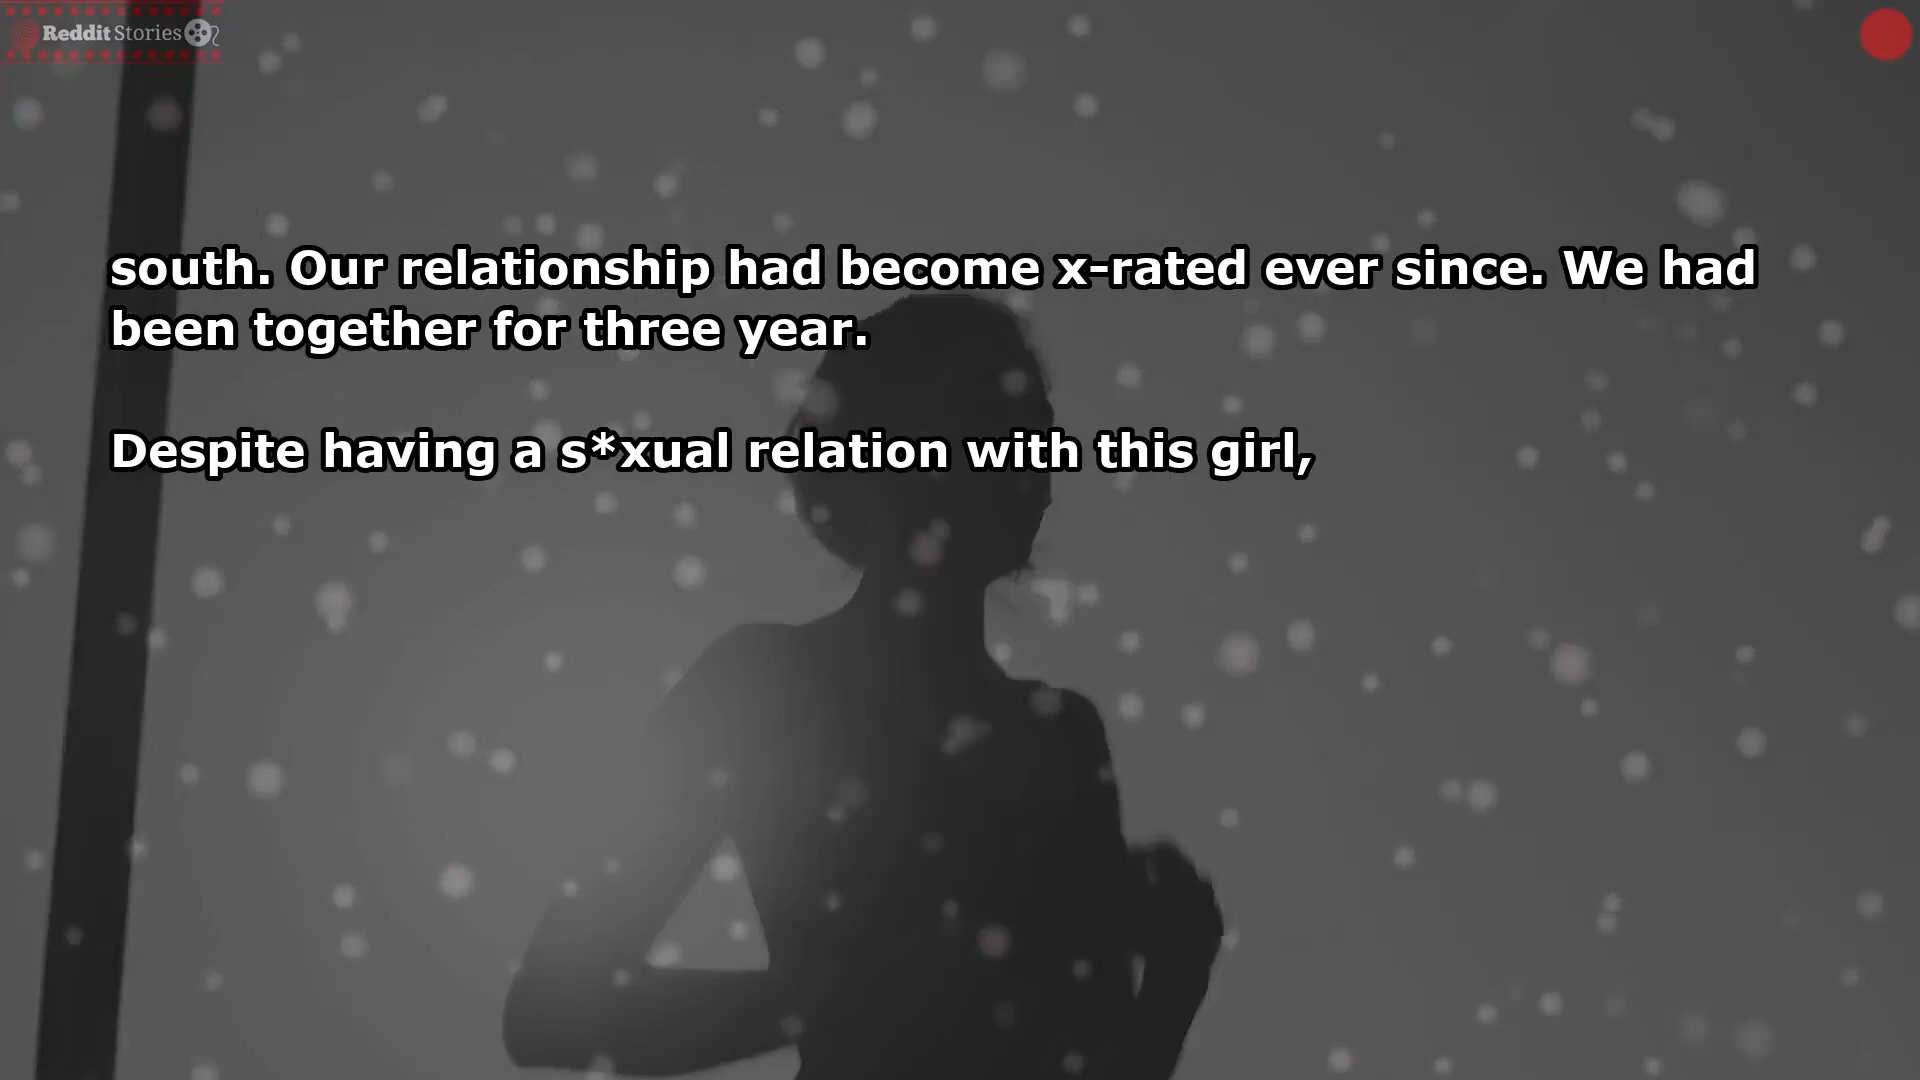 Reddit Stories
south. Our relationship had become x-rated ever since. We had
been together for three year.
Despite having a s*xual relation with this girl,